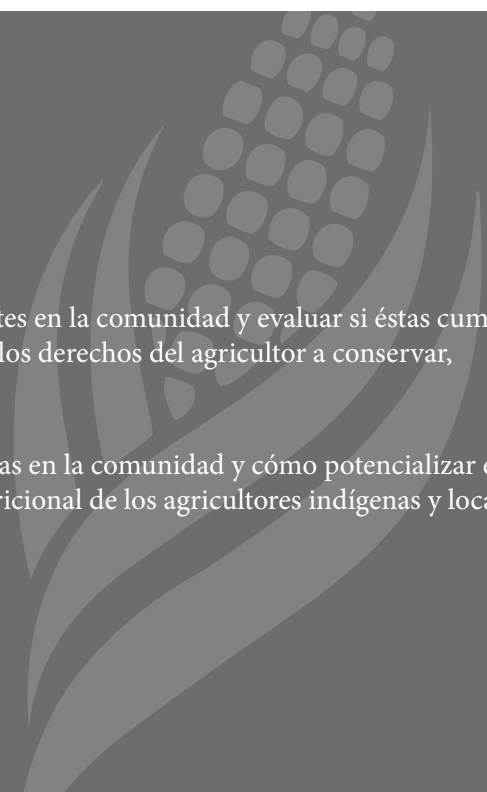 tes en la comunidad y evaluar si éstas cum
los derechos del agricultor a conservar,
as en la comunidad y cómo potencializar e
ricional de los agricultores indígenas y loca